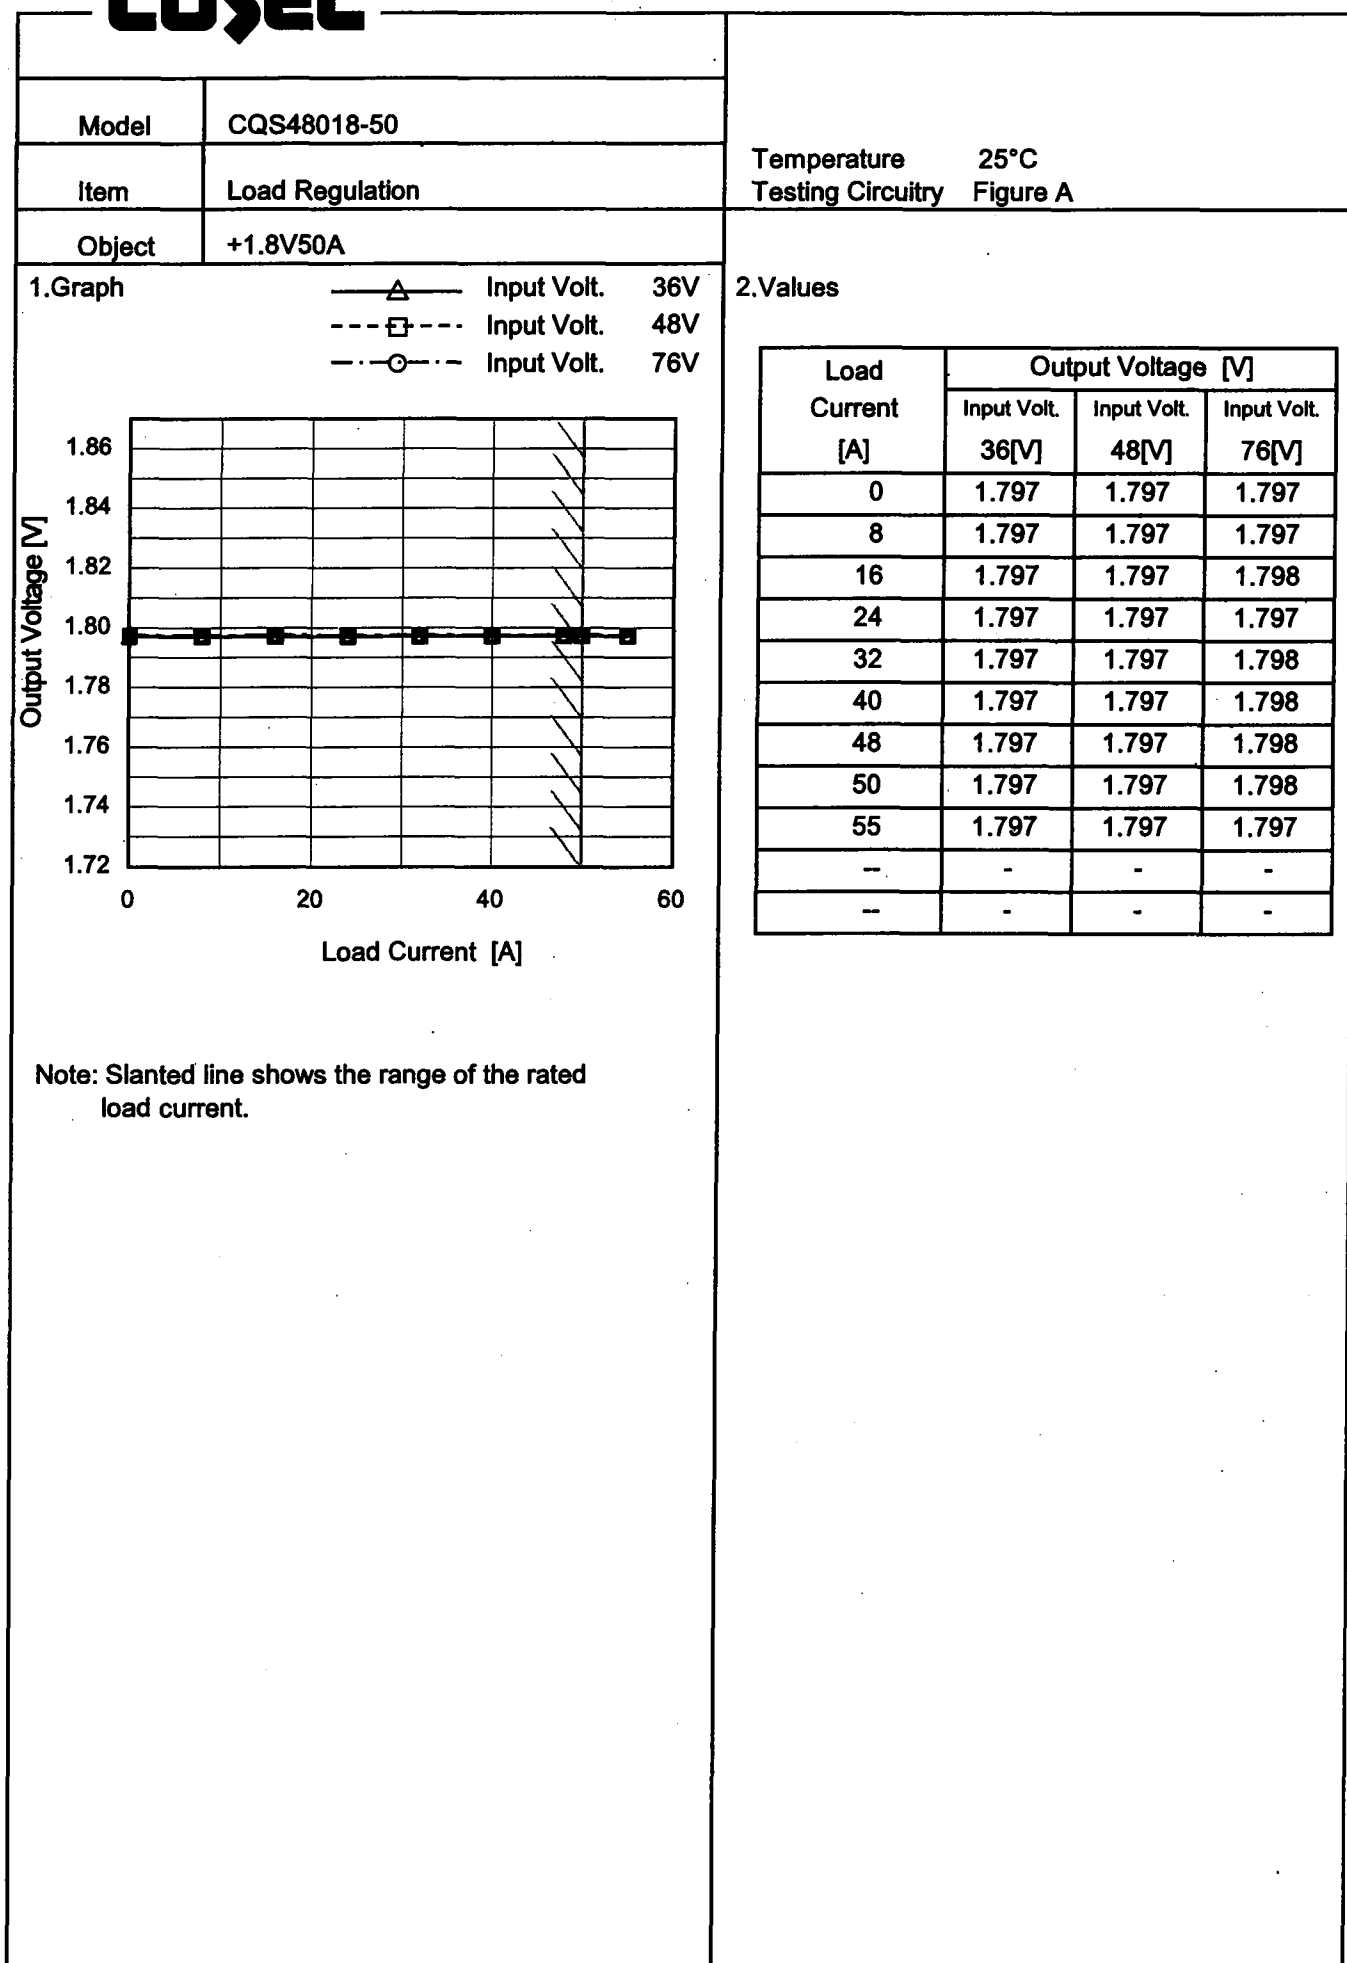 COSEL
Model CQS48018-50
Item Load Regulation
Object +1.8V50A
Temperature 25°C
Testing Circuitry Figure A
1.Graph
Input Volt. 36V
Input Volt. 48V
Input Volt. 76V
Output Voltage [V]
1.86
1.84
1.82
1.80
1.78
1.76
1.74
1.72
0 20 40 60
Load Current [A]
Note: Slanted line shows the range of the rated
load current.
2.Values
Load Output Voltage [V]
Current Input Volt. Input Volt. Input Volt.
[A] 36[V] 48[V] 76[V]
0 1.797 1.797 1.797
8 1.797 1.797 1.797
16 1.797 1.797 1.798
24 1.797 1.797 1.797
32 1.797 1.797 1.798
40 1.797 1.797 1.798
48 1.797 1.797 1.798
50 1.797 1.797 1.798
55 1.797 1.797 1.797
-- - - -
-- - - -